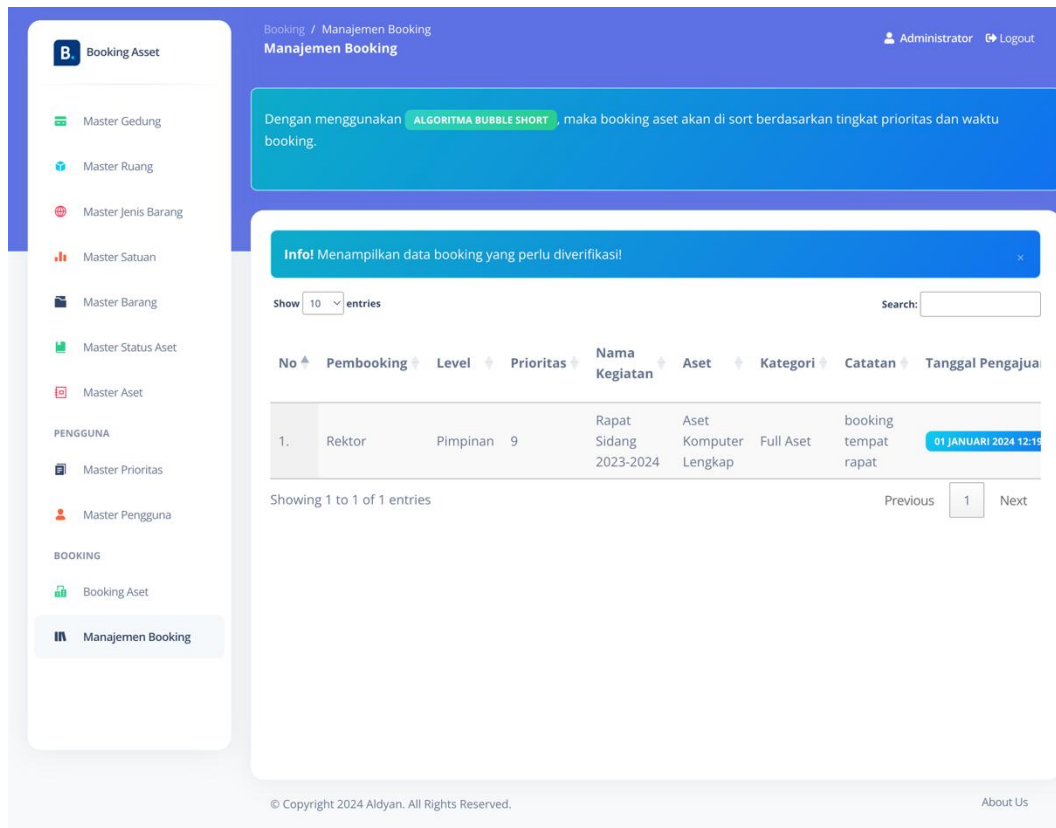 B.
Booking Asset
Master Gedung
Master Ruang
Master Jenis Barang
Master Satuan
Master Barang
Master Status Aset
Master Aset
PENGGUNA
Master Prioritas
Master Pengguna
BOOKING
Booking Aset
Manajemen Booking
Booking / Manajemen Booking
Manajemen Booking
Administrator Logout
Dengan menggunakan ALGORITMA BUBBLE SHORT , maka booking aset akan di sort berdasarkan tingkat prioritas dan waktu
booking.
Info! Menampilkan data booking yang perlu diverifikasi! ×
Show 10 entries Search:
No Pembooking Level Prioritas Nama Kegiatan Aset Kategori Catatan Tanggal Pengajua
1. Rektor Pimpinan 9 Rapat Sidang 2023-2024 Aset Komputer Lengkap Full Aset booking tempat rapat 01 JANUARI 2024 12:19
Showing 1 to 1 of 1 entries Previous 1 Next
© Copyright 2024 Aldyan. All Rights Reserved. About Us